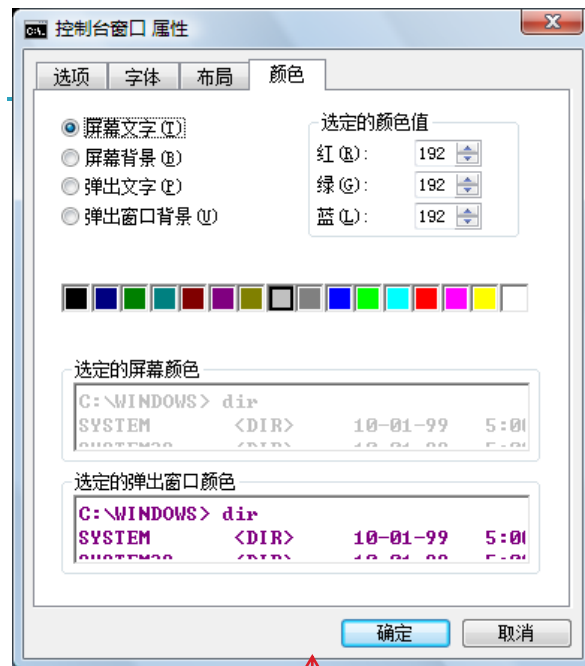 控制台窗口 属性
选项 字体 布局 颜色
屏幕文字(T)
屏幕背景(B)
弹出文字(P)
弹出窗口背景(U)
选定的颜色值
红(R): 192
绿(G): 192
蓝(L): 192
选定的屏幕颜色
C:\WINDOWS> dir
SYSTEM <DIR> 10-01-99 5:0
选定的弹出窗口颜色
C:\WINDOWS> dir
SYSTEM <DIR> 10-01-99 5:0
确定 取消